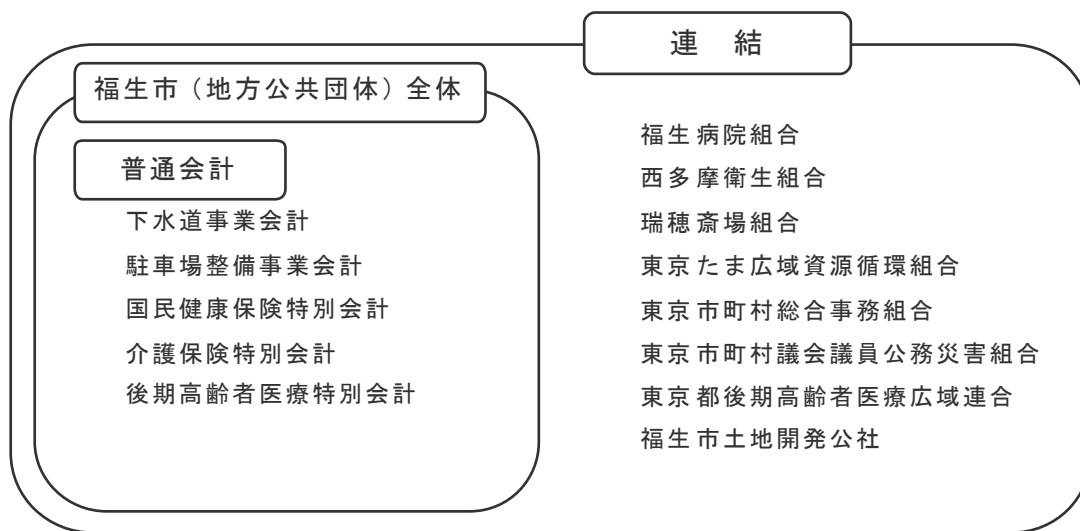 連 結
福生市（地方公共団体）全体
普通会計
下水道事業会計
駐車場整備事業会計
国民健康保険特別会計
介護保険特別会計
後期高齢者医療特別会計
福生病院組合
西多摩衛生組合
瑞穂斎場組合
東京たま広域資源循環組合
東京市町村総合事務組合
東京市町村議会議員公務災害組合
東京都後期高齢者医療広域連合
福生市土地開発公社